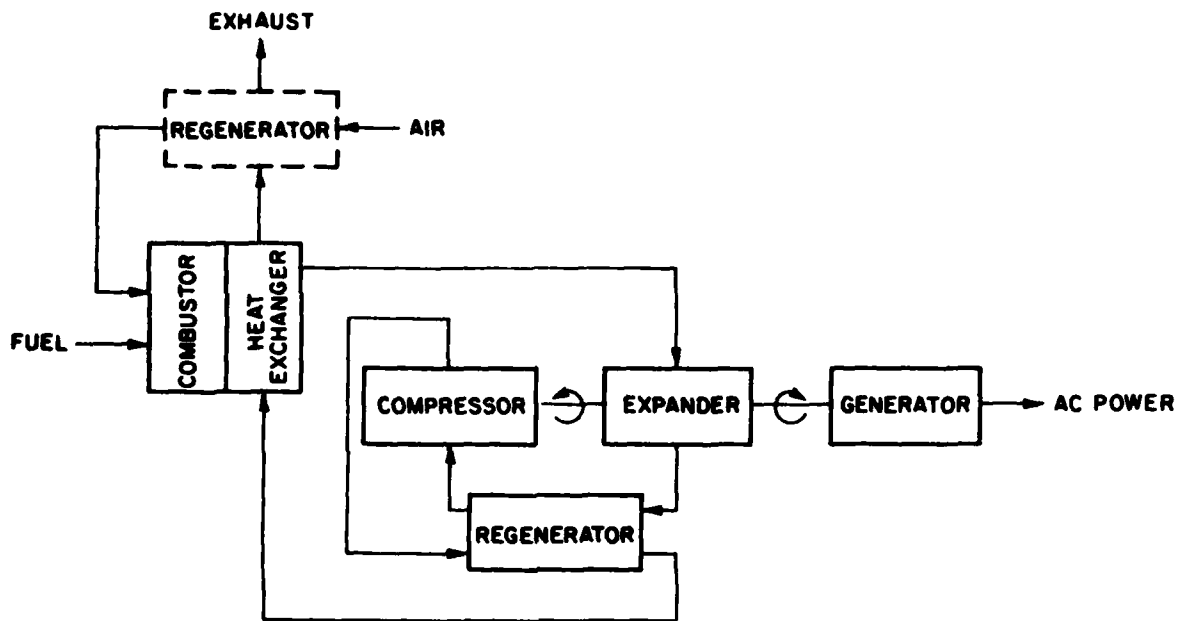 EXHAUST
REGENERATOR
AIR
COMBUSTOR
HEAT
EXCHANGER
FUEL
COMPRESSOR
EXPANDER
GENERATOR
AC POWER
REGENERATOR